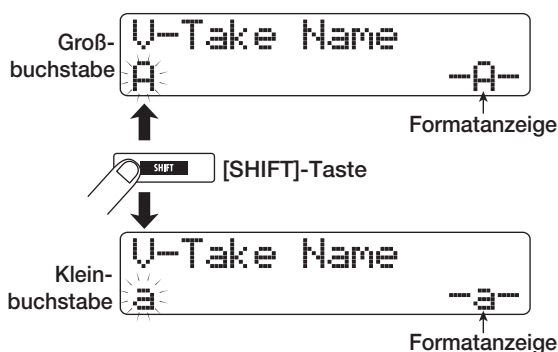 Groß-
buchstabe
V-Take Name
A -A-
Formatanzeige
SHIFT
[SHIFT]-Taste
Klein-
buchstabe
V-Take Name
a -a-
Formatanzeige